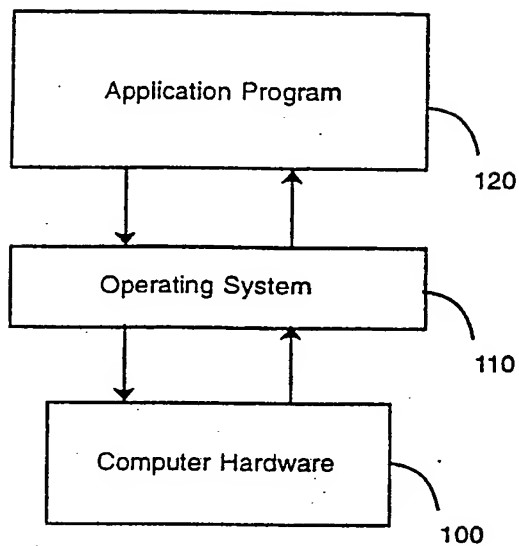 Application Program
120
Operating System
110
Computer Hardware
100